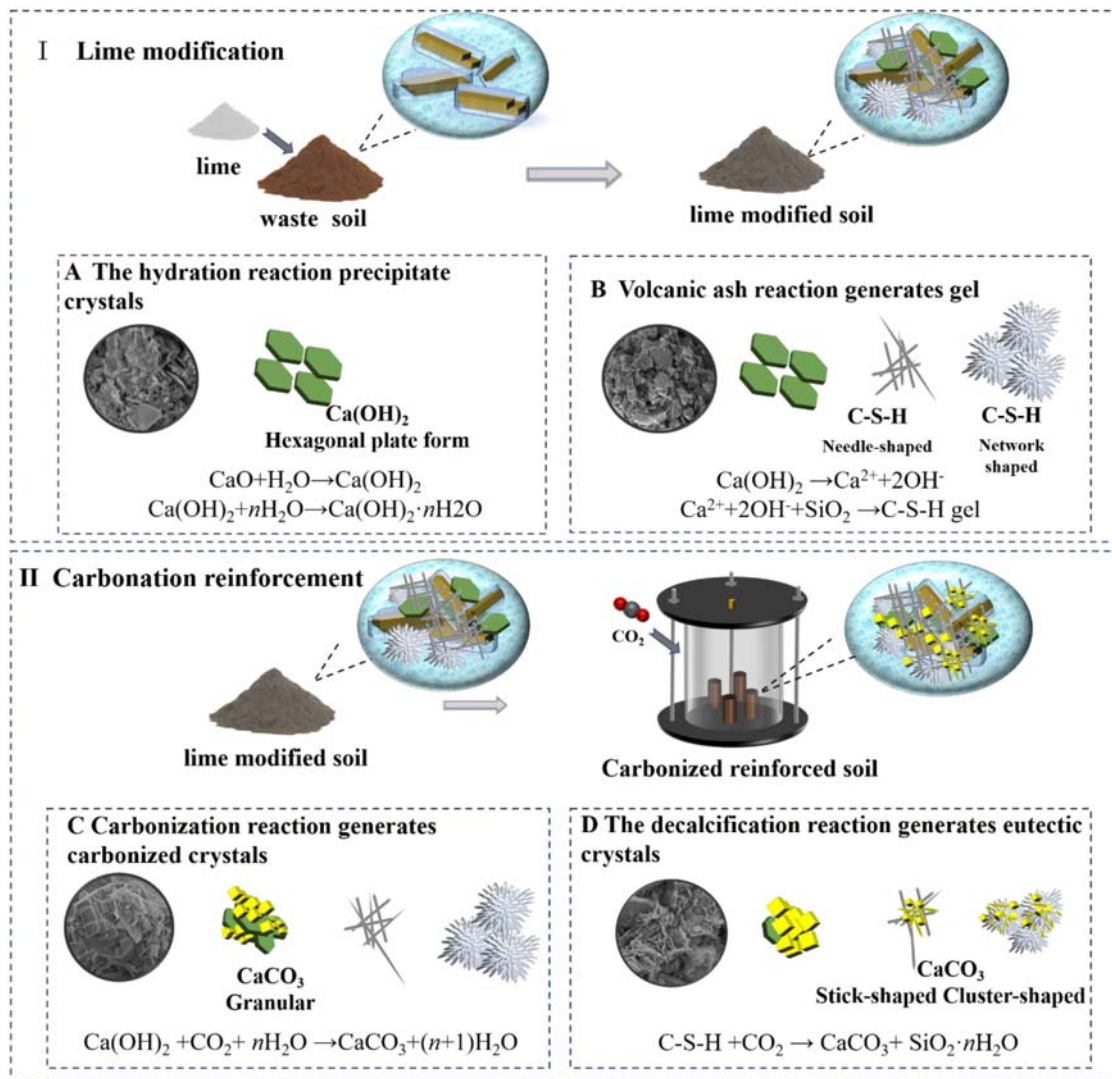 Ⅰ Lime modification
lime
waste soil
lime modified soil
A The hydration reaction precipitate
crystals
Ca(OH)₂
Hexagonal plate form
CaO+H₂O→Ca(OH)₂
Ca(OH)₂+nH₂O→Ca(OH)₂·nH2O
B Volcanic ash reaction generates gel
C-S-H
Needle-shaped
C-S-H
Network
shaped
Ca(OH)₂ →Ca²⁺+2OH⁻
Ca²⁺+2OH⁻+SiO₂ →C-S-H gel
II Carbonation reinforcement
lime modified soil
CO₂
Carbonized reinforced soil
C Carbonization reaction generates
carbonized crystals
CaCO₃
Granular
Ca(OH)₂ +CO₂+ nH₂O →CaCO₃+(n+1)H₂O
D The decalcification reaction generates eutectic
crystals
CaCO₃
Stick-shaped Cluster-shaped
C-S-H +CO₂ → CaCO₃+ SiO₂·nH₂O